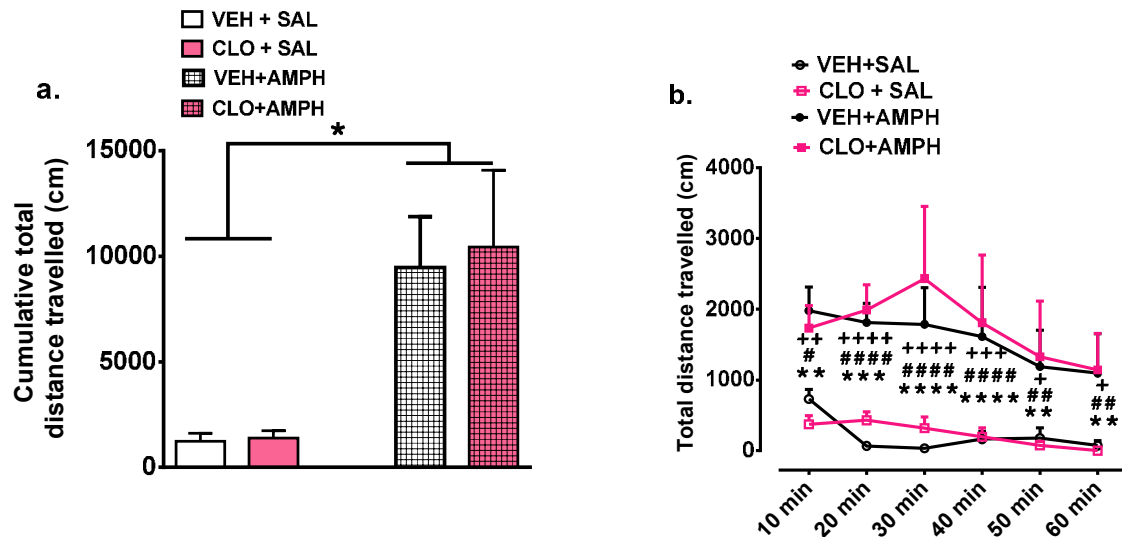 VEH + SAL
CLO + SAL
VEH+AMPH
CLO+AMPH
a.
*
15000
10000
5000
0
Cumulative total
distance travelled (cm)
b.
VEH+SAL
CLO + SAL
VEH+AMPH
CLO+AMPH
4000
3000
2000
1000
0
Total distance travelled (cm)
++
#
**
++++
####
***
++++
####
****
+++
####
****
+
##
**
+
##
**
10 min
20 min
30 min
40 min
50 min
60 min